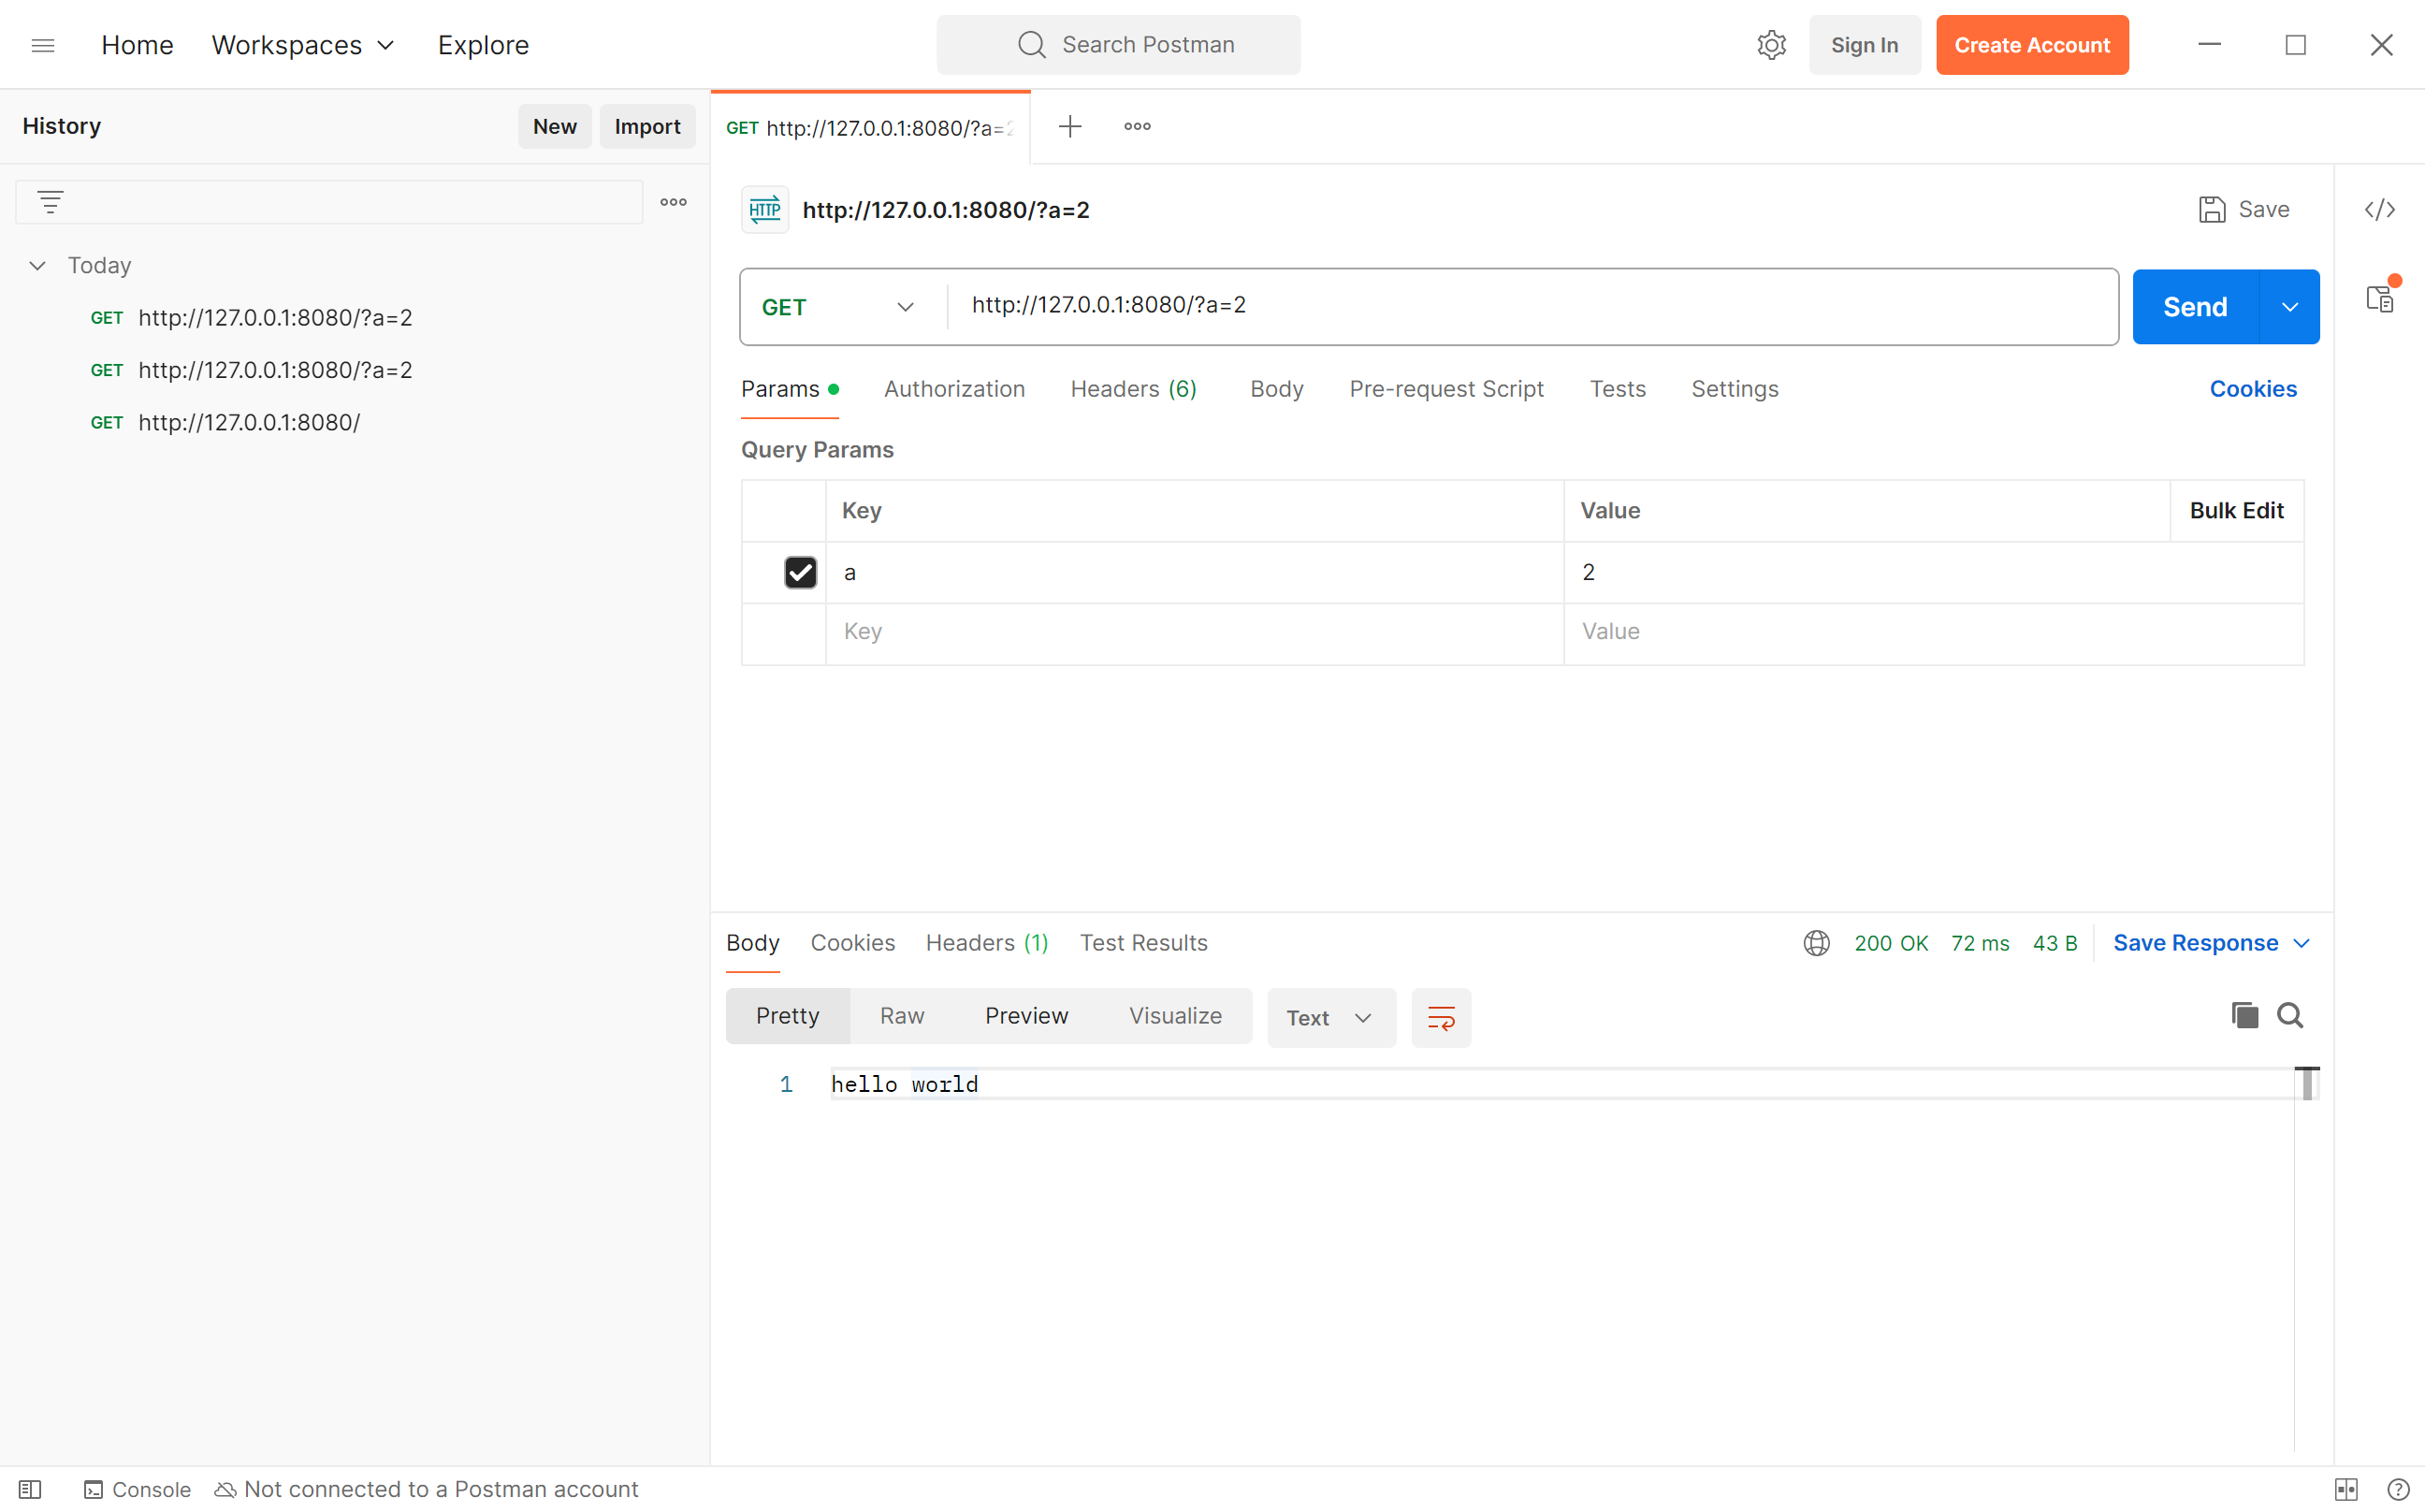 Home Workspaces Explore Search Postman Sign In Create Account
History New Import
GET http://127.0.0.1:8080/?a=2
Today
GET http://127.0.0.1:8080/?a=2
GET http://127.0.0.1:8080/?a=2
GET http://127.0.0.1:8080/
HTTP http://127.0.0.1:8080/?a=2 Save </>
GET http://127.0.0.1:8080/?a=2 Send
Params Authorization Headers (6) Body Pre-request Script Tests Settings Cookies
Query Params
Key Value Bulk Edit
a 2
Key Value
Body Cookies Headers (1) Test Results 200 OK 72 ms 43 B Save Response
Pretty Raw Preview Visualize Text
1 hello world
Console Not connected to a Postman account